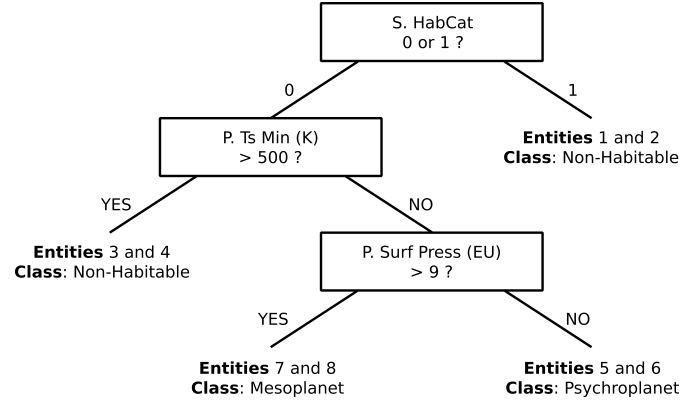 S. HabCat
0 or 1 ?
0
1
P. Ts Min (K)
> 500 ?
Entities 1 and 2
Class: Non-Habitable
YES
NO
Entities 3 and 4
Class: Non-Habitable
P. Surf Press (EU)
> 9 ?
YES
NO
Entities 7 and 8
Class: Mesoplanet
Entities 5 and 6
Class: Psychroplanet